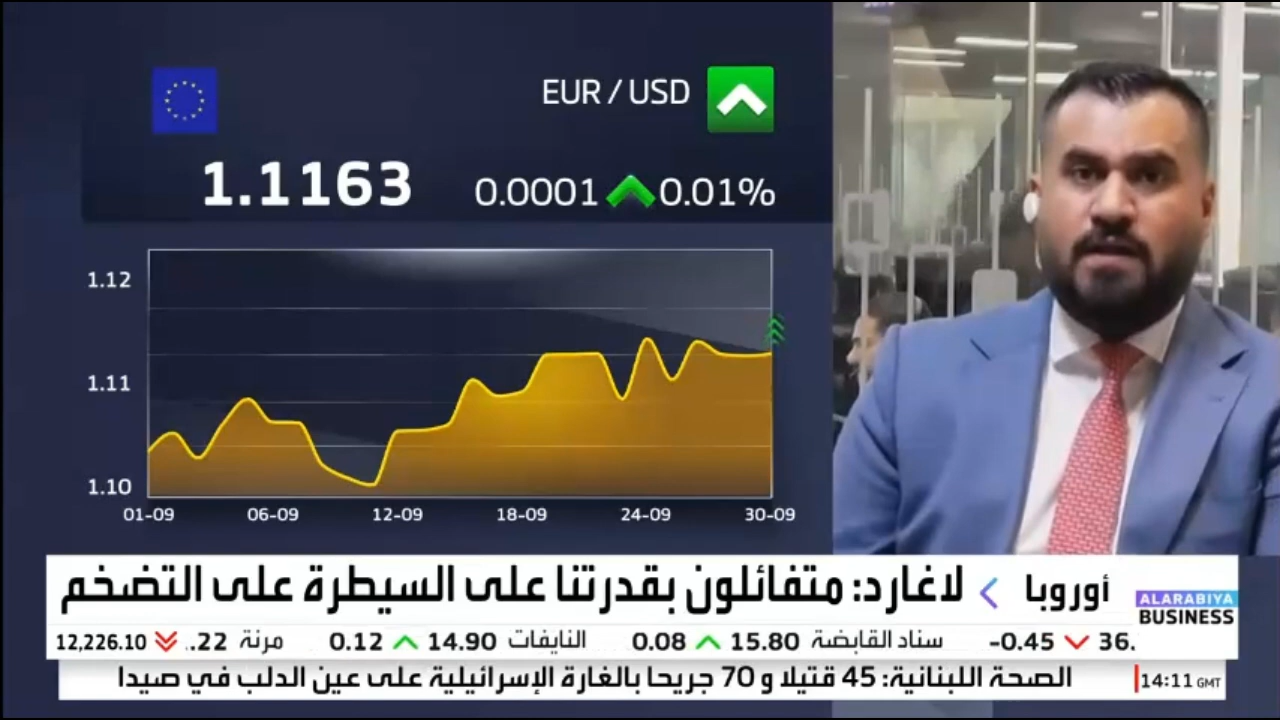 EUR / USD
1.1163 0.0001 0.01%
1.12
1.11
1.10
01-09 06-09 12-09 18-09 24-09 30-09
أوروبا
لاغارد: متفائلون بقدرتنا على السيطرة على التضخم
ALARABIYA
BUSINESS
36. -0.45 سناد القابضة 15.80 0.08 النايفات 14.90 0.12 مرنة .22 12,226.10
الصحة اللبنانية: 45 قتيلا و 70 جريحا بالغارة الإسرائيلية على عين الدلب في صيدا
14:11 GMT